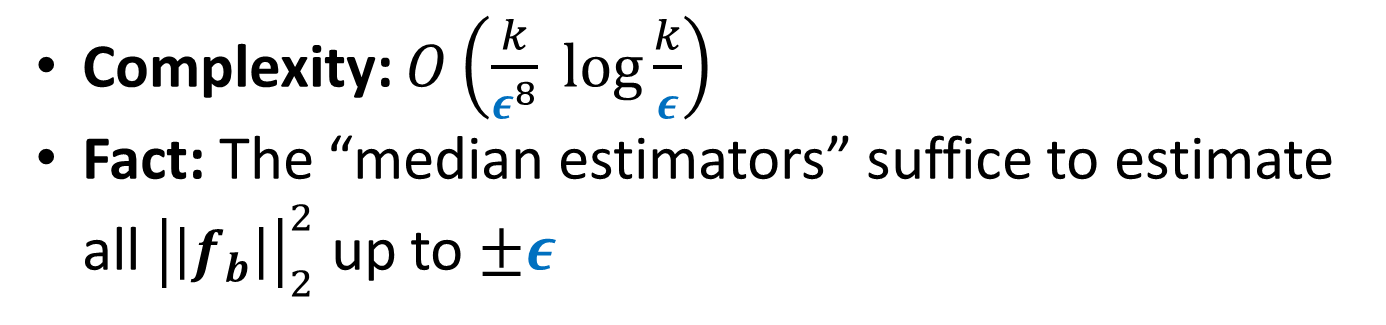 • Complexity: O(k/ϵ⁸ log k/ϵ)
• Fact: The “median estimators” suffice to estimate
all ||f_b||₂² up to ±ϵ